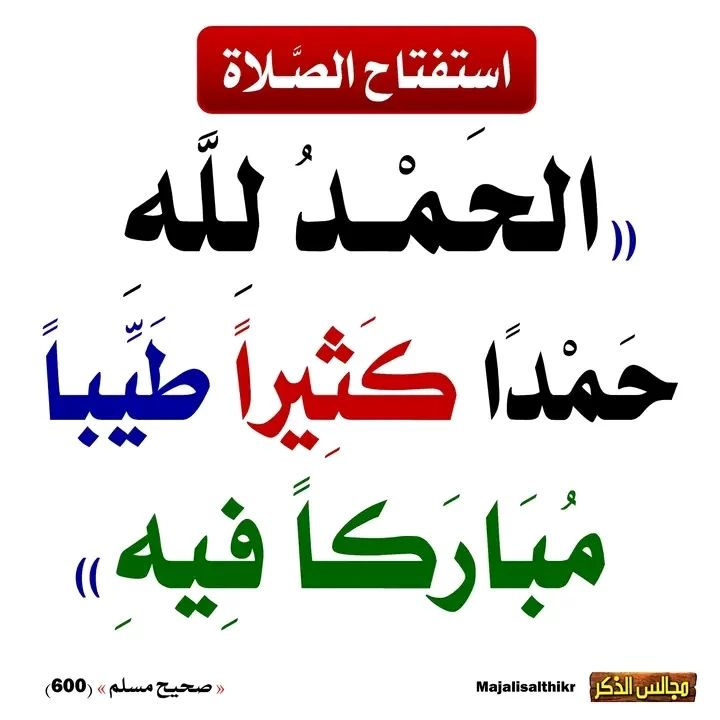 استفتاح الصَّلاة
(( الحَمْدُ للَّه
حَمْدًا كَثِيراً طَيِّباً
مُبَارَكاً فِيهِ ))
« صحيح مسلم » (600)
Majalisalthikr
مجالس الذكر